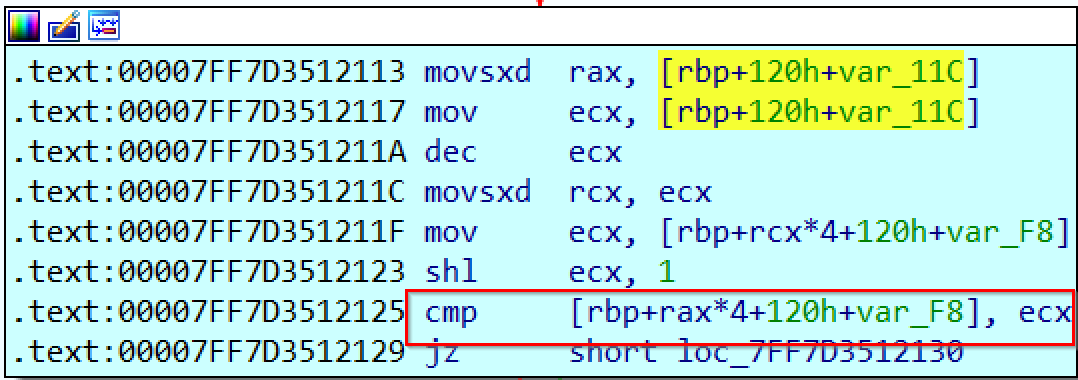 .text:00007FF7D3512113 movsxd rax, [rbp+120h+var_11C]
.text:00007FF7D3512117 mov ecx, [rbp+120h+var_11C]
.text:00007FF7D351211A dec ecx
.text:00007FF7D351211C movsxd rcx, ecx
.text:00007FF7D351211F mov ecx, [rbp+rcx*4+120h+var_F8]
.text:00007FF7D3512123 shl ecx, 1
.text:00007FF7D3512125 cmp [rbp+rax*4+120h+var_F8], ecx
.text:00007FF7D3512129 jz short loc_7FF7D3512130